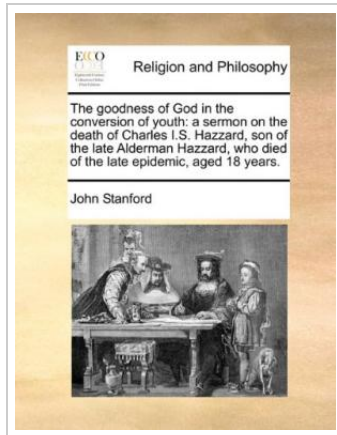 ECCO
Religion and Philosophy
The goodness of God in the
conversion of youth: a sermon on the
death of Charles I.S. Hazzard, son of
the late Alderman Hazzard, who died
of the late epidemic, aged 18 years.
John Stanford